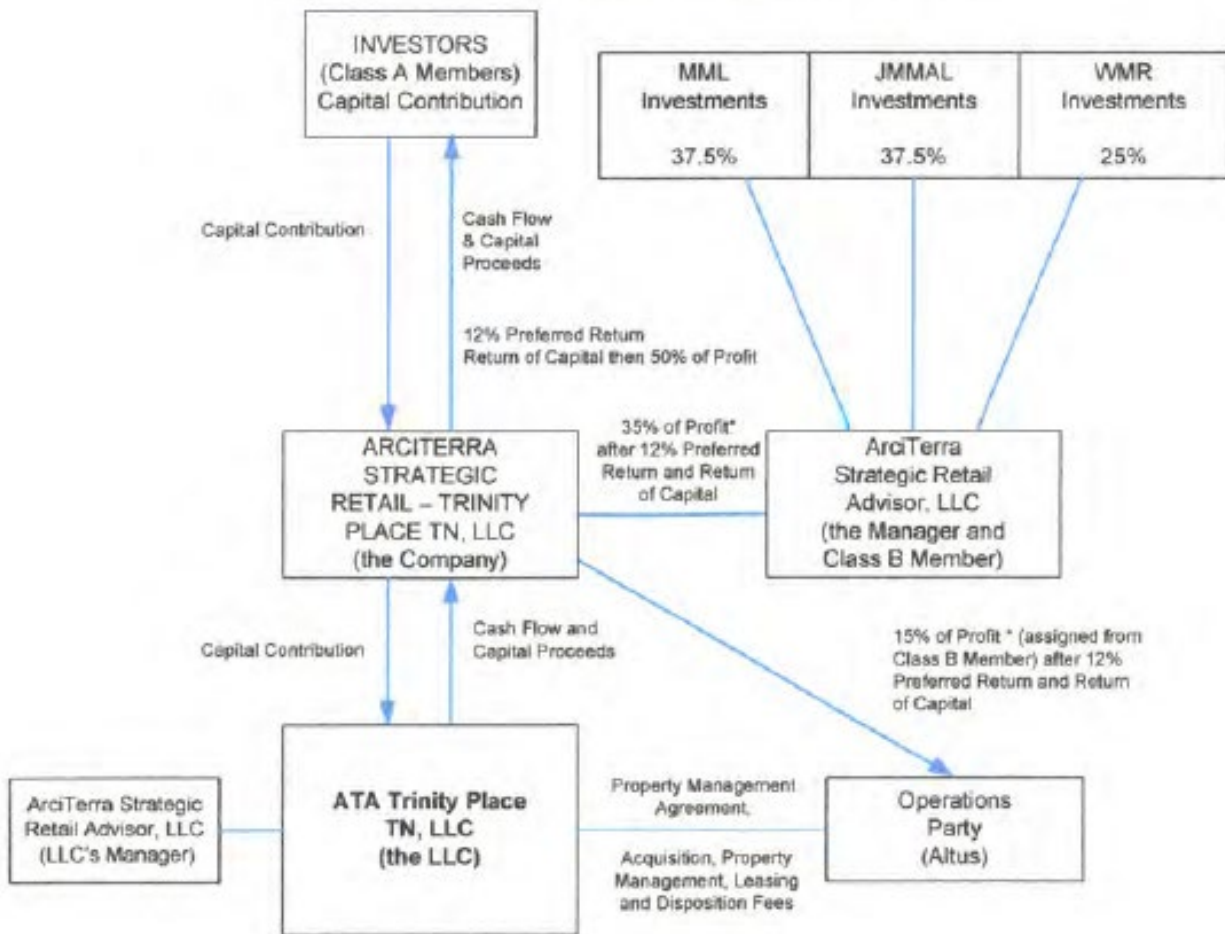 INVESTORS
(Class A Members)
Capital Contribution
MML
Investments
37.5%
JMMAL
Investments
37.5%
WMR
Investments
25%
Capital Contribution
Cash Flow
& Capital
Proceeds
12% Preferred Return
Return of Capital then 50% of Profit
ARCITERRA
STRATEGIC
RETAIL – TRINITY
PLACE TN, LLC
(the Company)
35% of Profit*
after 12% Preferred
Return and Return
of Capital
ArciTerra
Strategic Retail
Advisor, LLC
(the Manager and
Class B Member)
Capital Contribution
Cash Flow and
Capital Proceeds
15% of Profit * (assigned from
Class B Member) after 12%
Preferred Return and Return
of Capital
ArciTerra Strategic
Retail Advisor, LLC
(LLC's Manager)
ATA Trinity Place
TN, LLC
(the LLC)
Property Management
Agreement,
Acquisition, Property
Management, Leasing
and Disposition Fees
Operations
Party
(Altus)